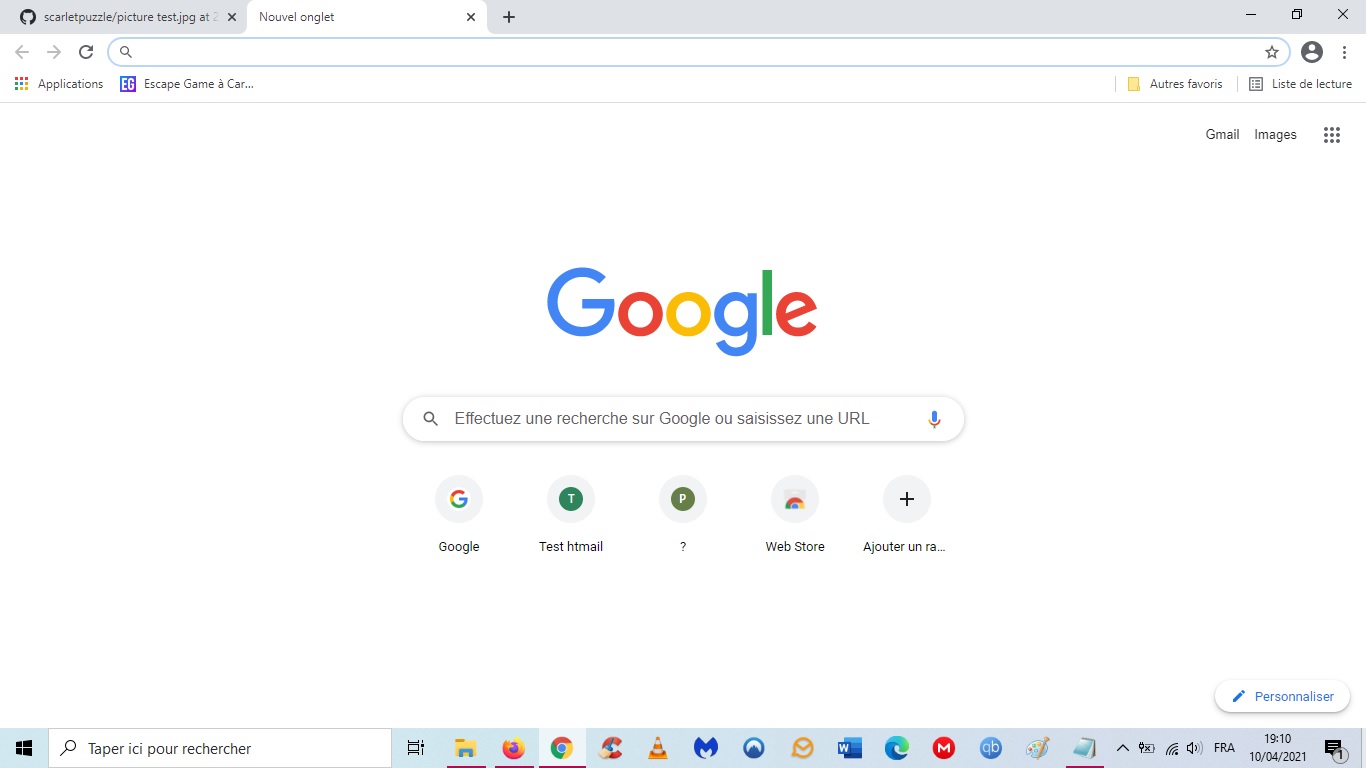 scarletpuzzle/picture test.jpg at 2
Nouvel onglet
Applications
Escape Game à Car...
Autres favoris
Liste de lecture
Gmail
Images
Google
Effectuez une recherche sur Google ou saisissez une URL
T
P
Google
Test htmail
?
Web Store
Ajouter un ra...
Personnaliser
Taper ici pour rechercher
FRA
19:10
10/04/2021
1